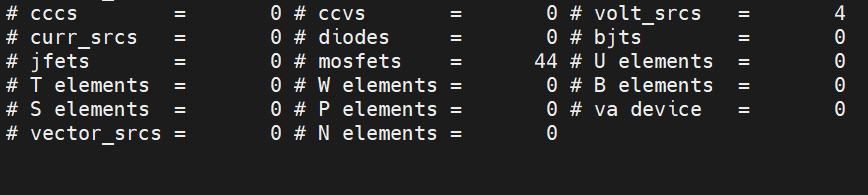 # cccs       =       0 # ccvs       =       0 # volt_srcs   =       4
# curr_srcs  =       0 # diodes     =       0 # bjts        =       0
# jfets      =       0 # mosfets    =      44 # U elements  =       0
# T elements =       0 # W elements =       0 # B elements  =       0
# S elements =       0 # P elements =       0 # va device   =       0
# vector_srcs =       0 # N elements =       0